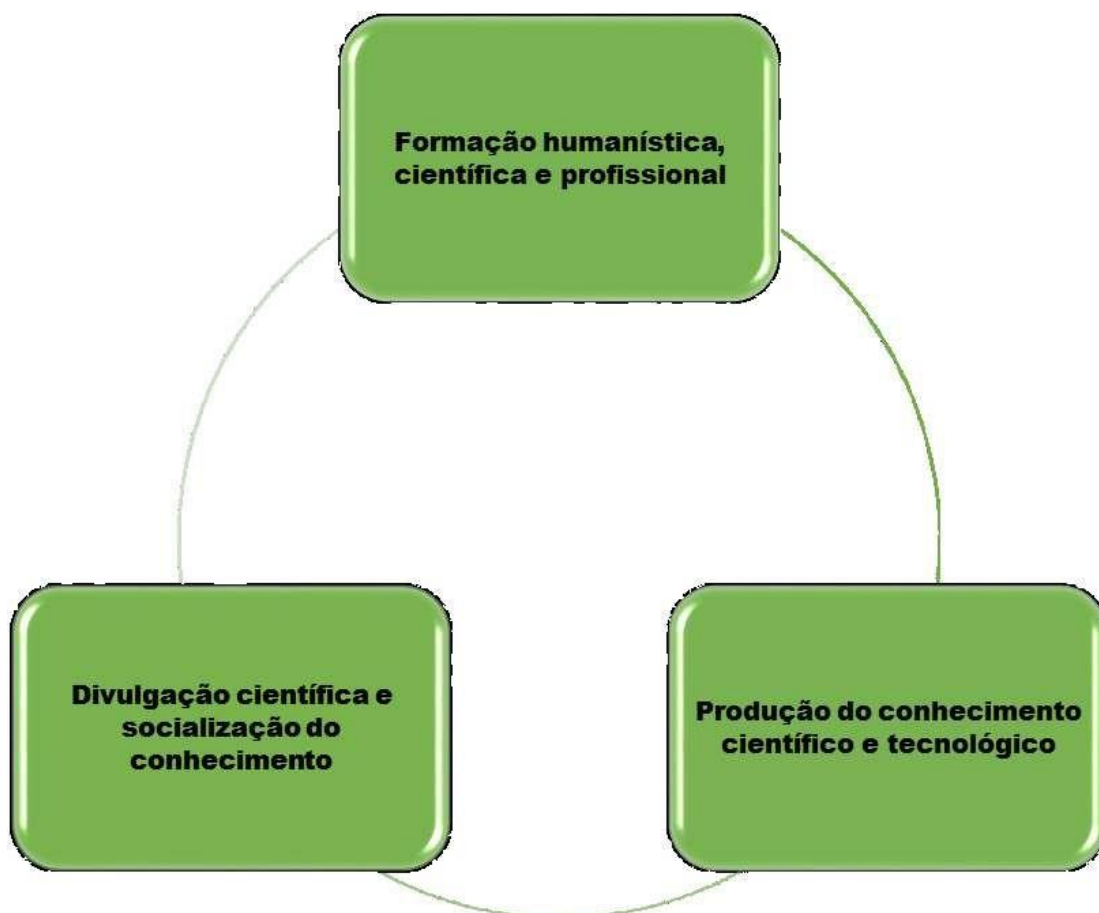 Formação humanística,
científica e profissional
Divulgação científica e
socialização do
conhecimento
Produção do conhecimento
científico e tecnológico